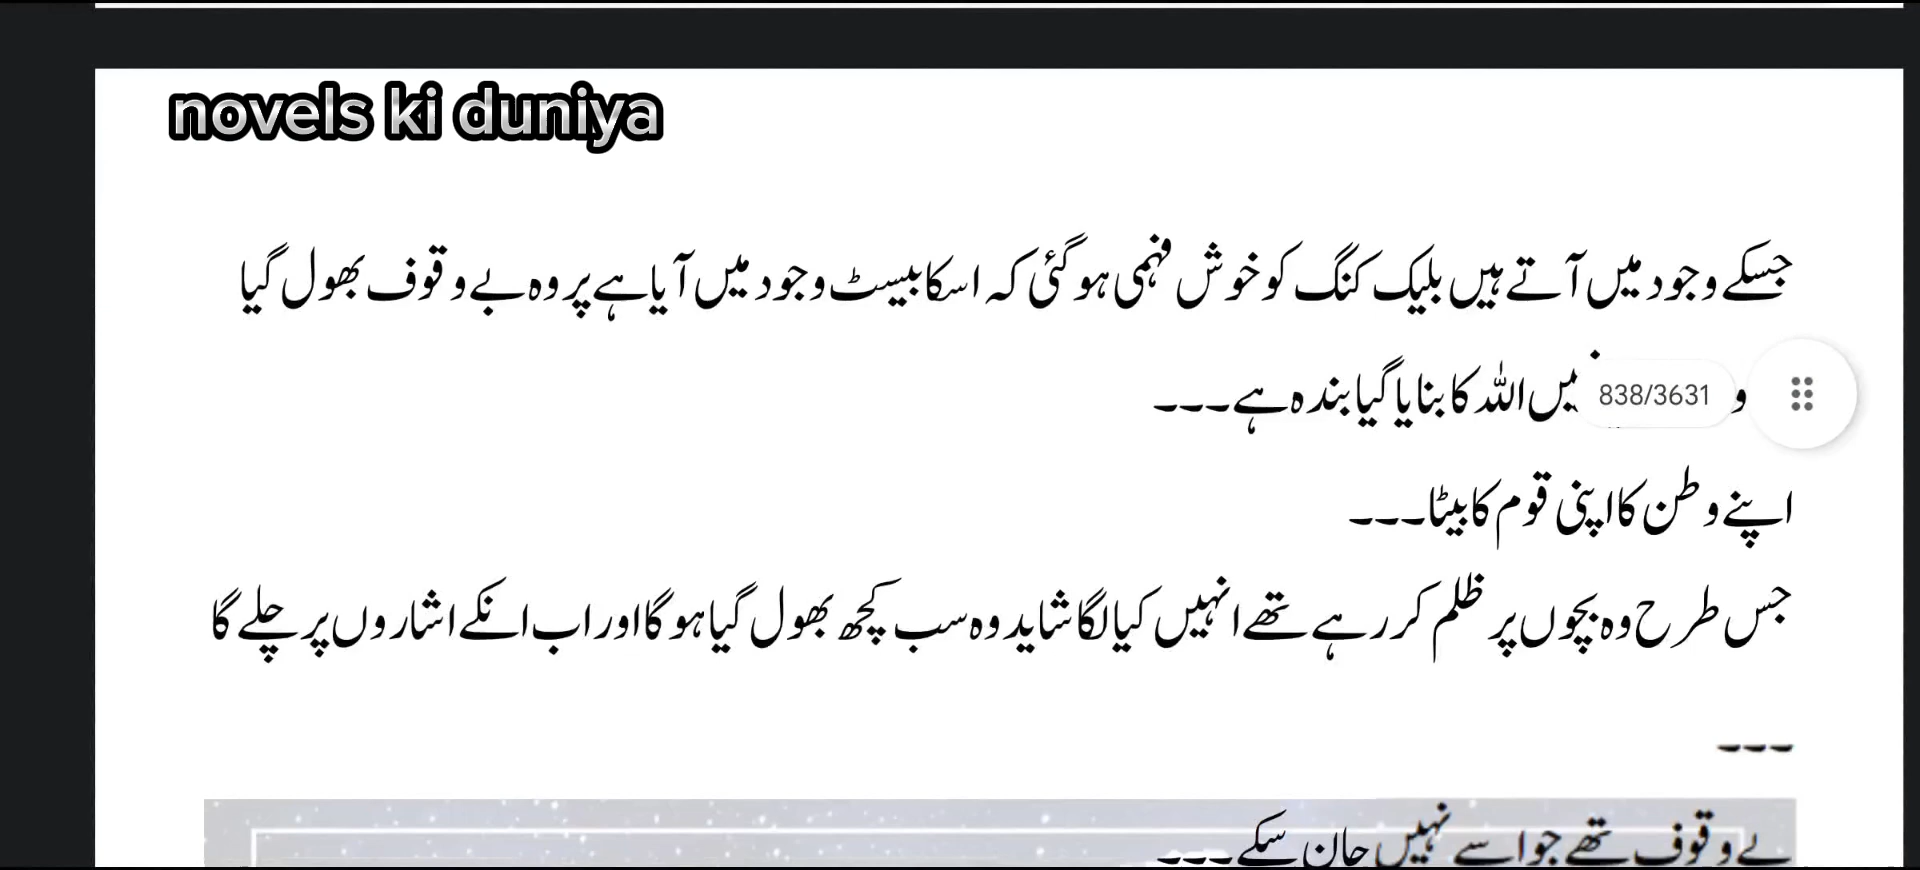 novels ki duniya
جسکے وجود میں آتے ہیں بلیک کنگ کو خوش فہمی ہو گئی کہ اسکا بیسٹ وجود میں آیا ہے پر وہ بے وقوف بھول گیا
و 838/3631 میں اللہ کا بنایا گیا بندہ ہے۔۔۔
اپنے وطن کا اپنی قوم کا بیٹا۔۔۔
جس طرح وہ بچوں پر ظلم کر رہے تھے انہیں کیا لگا شاید وہ سب کچھ بھول گیا ہو گا اور اب انکے اشاروں پر چلے گا
۔۔۔
بے وقوف تھے جو اسے نہیں جان سکے۔۔۔